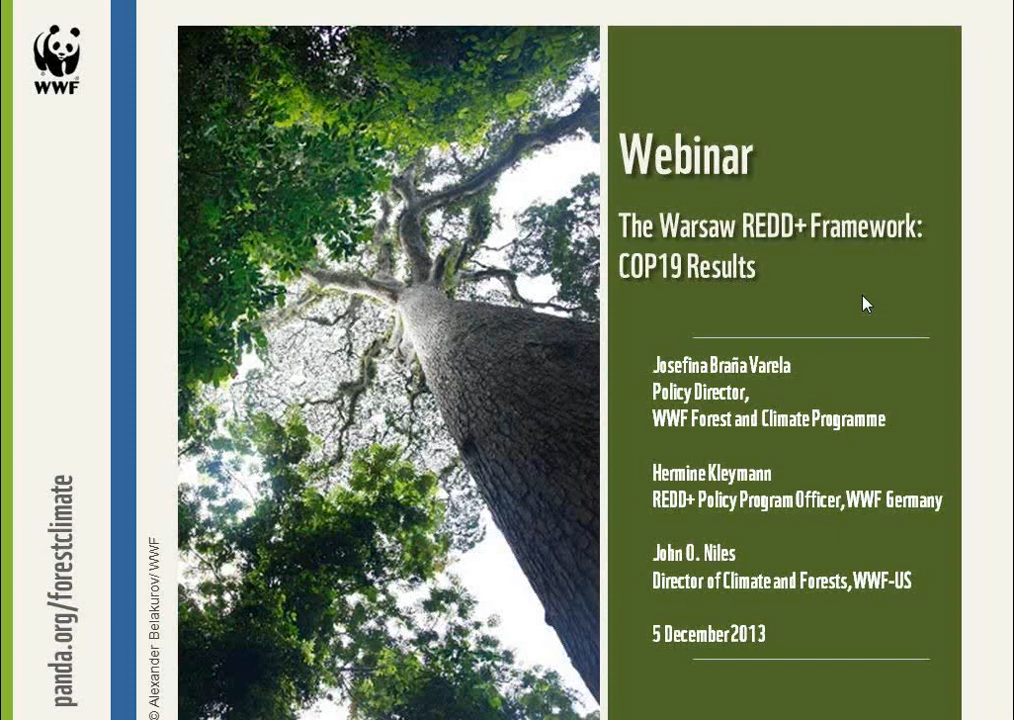 WWF
panda.org/forestclimate
© Alexander Belakurov/ WWF
Webinar
The Warsaw REDD+ Framework:
COP19 Results
Josefina Braña Varela
Policy Director,
WWF Forest and Climate Programme
Hermine Kleymann
REDD+ Policy Program Officer, WWF Germany
John O. Niles
Director of Climate and Forests, WWF-US
5 December 2013